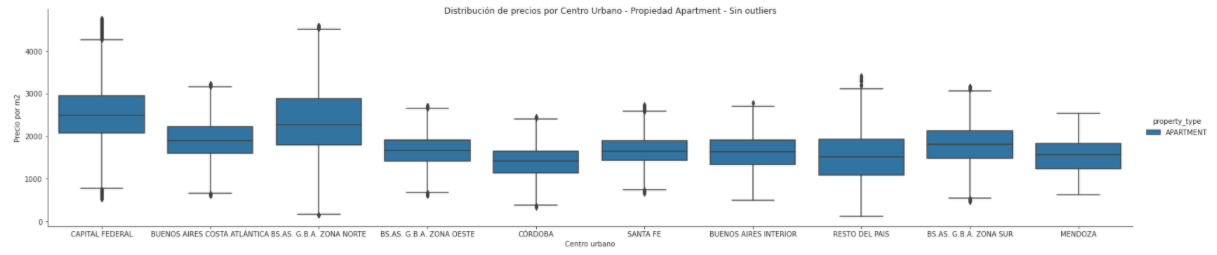 Distribución de precios por Centro Urbano - Propiedad Apartment - Sin outliers
Precio por m2
4000
3000
2000
1000
0
CAPITAL FEDERAL
BUENOS AIRES COSTA ATLÁNTICA
BS.AS. G.B.A. ZONA NORTE
BS.AS. G.B.A. ZONA OESTE
CÓRDOBA
SANTA FE
BUENOS AIRES INTERIOR
RESTO DEL PAIS
BS.AS. G.B.A. ZONA SUR
MENDOZA
Centro urbano
property_type
APARTMENT